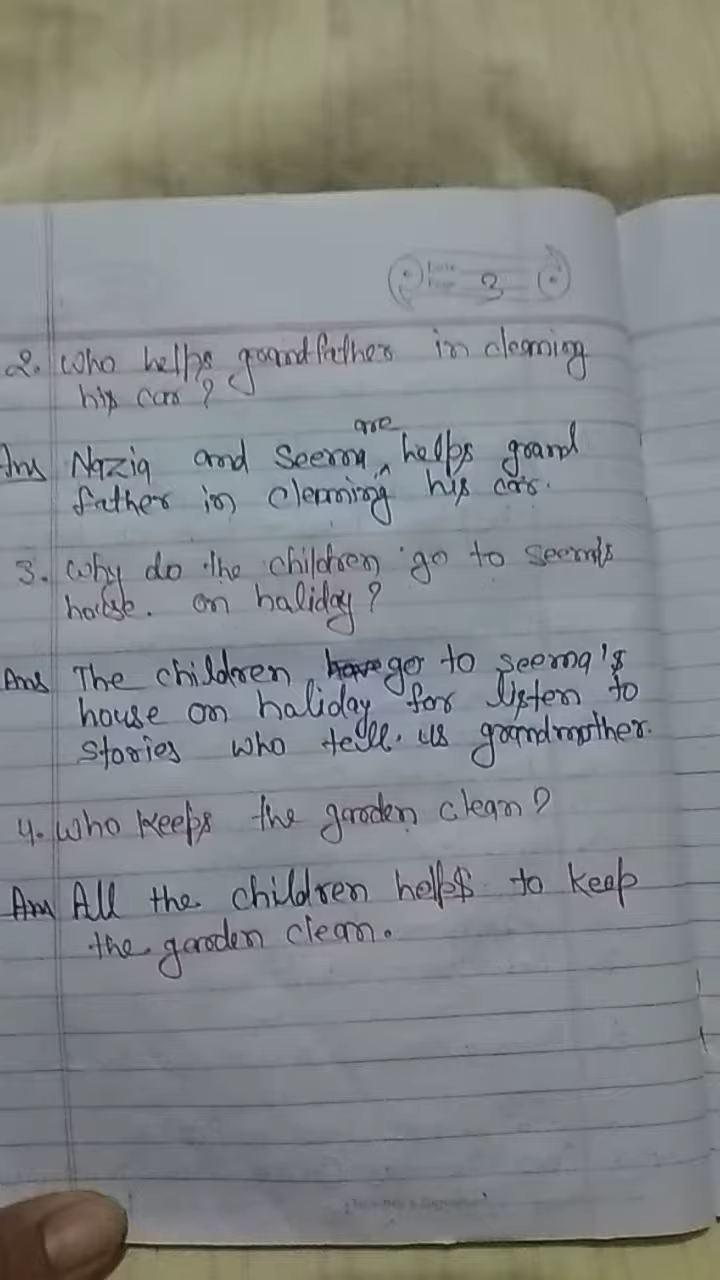 3
2. Who helps grandfather in cleaning
his car?
are
Ans Nazia and Seema ^ helps grand
father in cleaning his car.
3. Why do the children go to seema's
house. on haliday?
Ans The children have go to seema's
house on haliday for listen to
stories who tell us grandmother.
4. Who keeps the garden clean?
Ans All the children helps to keep
the garden clean.